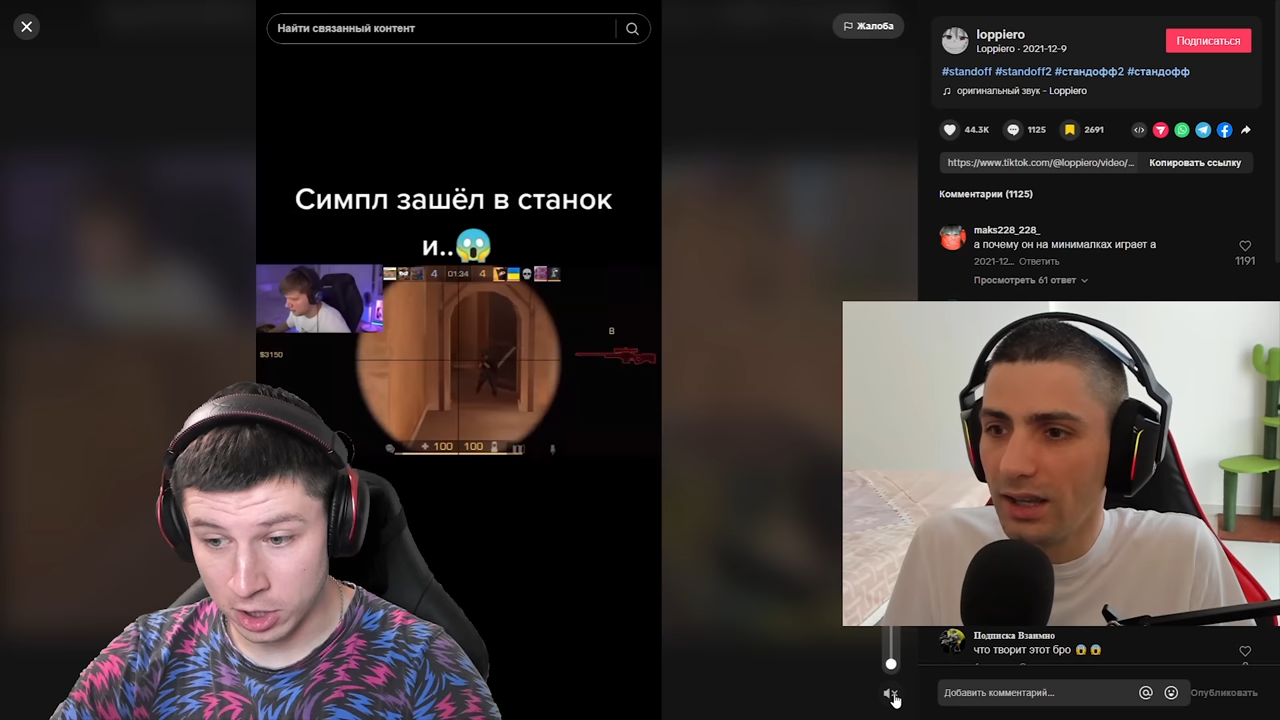 Найти связанный контент
Жалоба
Симпл зашёл в станок
и..😱
4 01:34 4
$3150
B
100 100
loppiero
Loppiero · 2021-12-9
Подписаться
#standoff #standoff2 #стандофф2 #стандофф
оригинальный звук - Loppiero
44.3K 1125 2691
https://www.tiktok.com/@loppiero/video/... Копировать ссылку
Комментарии (1125)
maks228_228_
а почему он на минималках играет а
2021-12... Ответить
1191
Просмотреть 61 ответ
Подписка Взаимно
что творит этот бро 😱 😱
Добавить комментарий...
Опубликовать